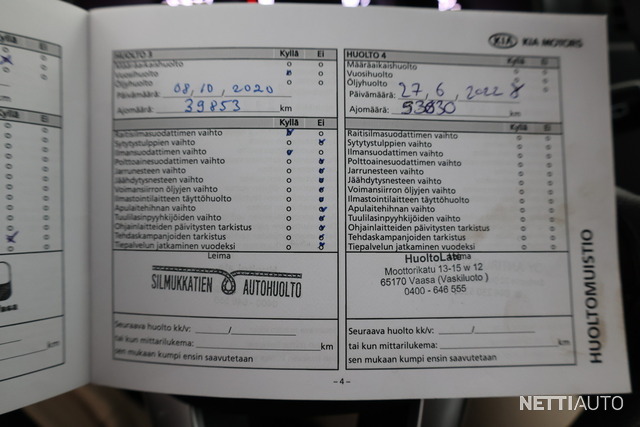 KIA KIA MOTORS
HUOLTO 3 Kyllä Ei
Määräaikaishuolto
Vuosihuolto
Öljyhuolto
Päivämäärä: 08, 10, 2020
Ajomäärä: 39853 km
Kyllä Ei
Raitisilmasuodattimen vaihto
Sytytystulppien vaihto
Ilmansuodattimen vaihto
Polttoainesuodattimen vaihto
Jarrunesteen vaihto
Jäähdytysnesteen vaihto
Voimansiirron öljyjen vaihto
Ilmastointilaitteen täyttöhuolto
Apulaitehihnan vaihto
Tuulilasinpyyhkijöiden vaihto
Ohjainlaitteiden päivitysten tarkistus
Tehdaskampanjoiden tarkistus
Tiepalvelun jatkaminen vuodeksi
Leima
SILMUKKATIEN AUTOHUOLTO
Seuraava huolto kk/v: /
tai kun mittarilukema: km
sen mukaan kumpi ensin saavutetaan
HUOLTO 4 Kyllä Ei
Määräaikaishuolto
Vuosihuolto
Öljyhuolto
Päivämäärä: 27, 6, 2022
Ajomäärä: km
Kyllä Ei
Raitisilmasuodattimen vaihto
Sytytystulppien vaihto
Ilmansuodattimen vaihto
Polttoainesuodattimen vaihto
Jarrunesteen vaihto
Jäähdytysnesteen vaihto
Voimansiirron öljyjen vaihto
Ilmastointilaitteen täyttöhuolto
Apulaitehihnan vaihto
Tuulilasinpyyhkijöiden vaihto
Ohjainlaitteiden päivitysten tarkistus
Tehdaskampanjoiden tarkistus
Tiepalvelun jatkaminen vuodeksi
Leima
Moottorikatu 13-15 w 12
65170 Vaasa (Vaskiluoto )
0400 - 646 555
Seuraava huolto kk/v: /
tai kun mittarilukema: km
sen mukaan kumpi ensin saavutetaan
HUOLTOMUISTIO
- 4 -
Ei
km
km
NETTIAUTO